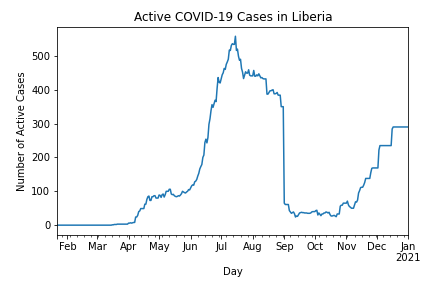 Active COVID-19 Cases in Liberia
Number of Active Cases
500
400
300
200
100
0
Feb Mar Apr May Jun Jul Aug Sep Oct Nov Dec Jan
2021
Day